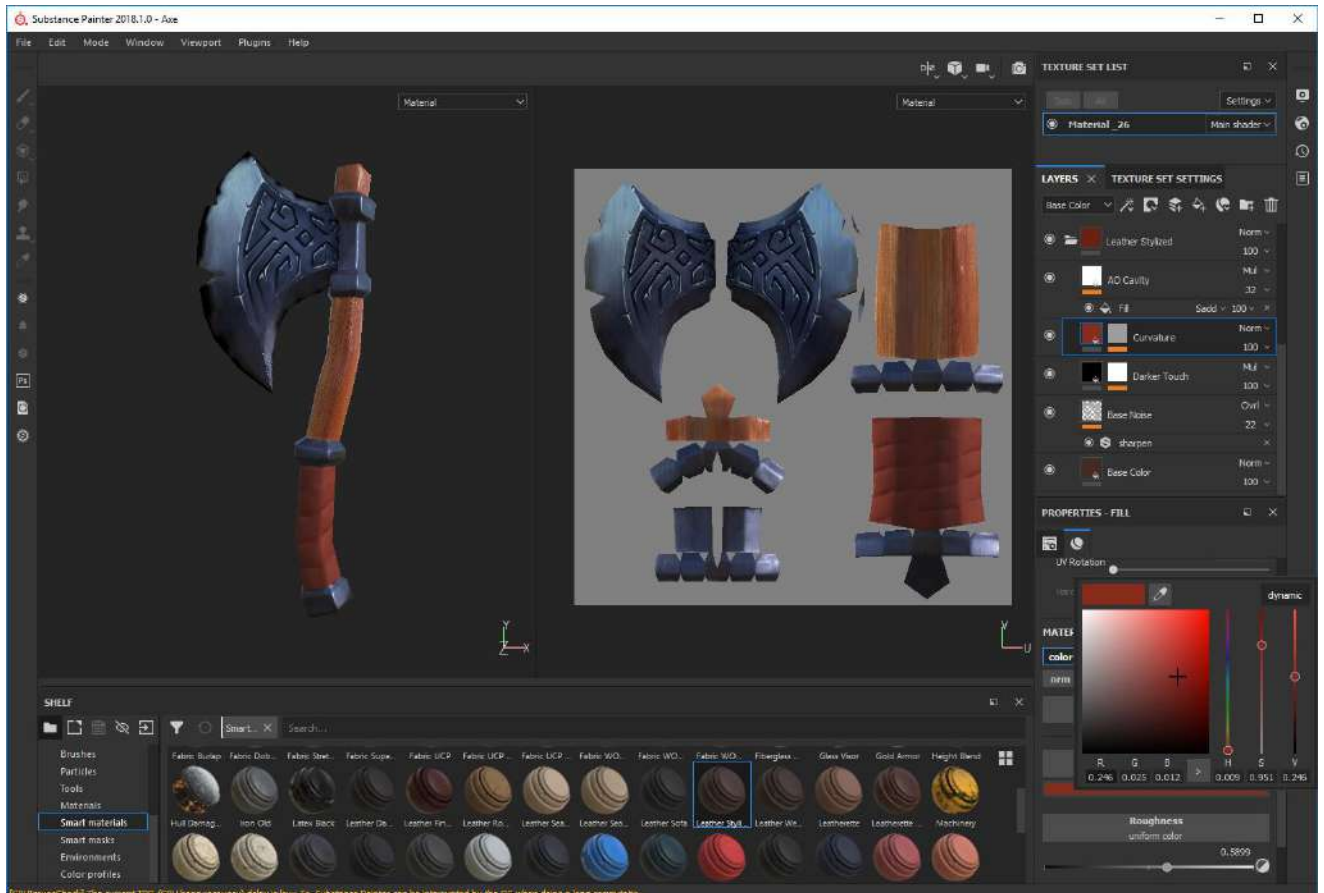 Substance Painter 2018.1.0 - Axe
File Edit Mode Window Viewport Plugins Help
Material
Material
TEXTURE SET LIST
Settings
Material_26 Main shader
LAYERS TEXTURE SET SETTINGS
Base Color
Leather Stylized Norm 100
AO Cavity Mul 32
Fill Sadd 100
Curvature Norm 100
Darker Touch Mul 100
Base Noise Ovrl 22
sharpen
Base Color Norm 100
PROPERTIES - FILL
UV Rotation
dynamic
MATER
color
nrm
R G B H S V
0.246 0.025 0.012 0.009 0.951 0.246
Roughness
uniform color
0.5899
Y
Z X
V
U
SHELF
Smart... Search...
Brushes
Particles
Tools
Materials
Smart materials
Smart masks
Environments
Color profiles
Fabric Burlap Fabric Dob... Fabric Stret... Fabric Supe... Fabric UCP Fabric UCP ... Fabric UCP ... Fabric WO... Fabric WO... Fabric WO... Fiberglass ... Glass Visor Gold Armor Height Blend
Hull Damag... Iron Old Latex Black Leather Da... Leather Fin... Leather Ro... Leather Sea... Leather Sea... Leather Sofa Leather Styli... Leather We... Leatherette Leatherette ... Machinery